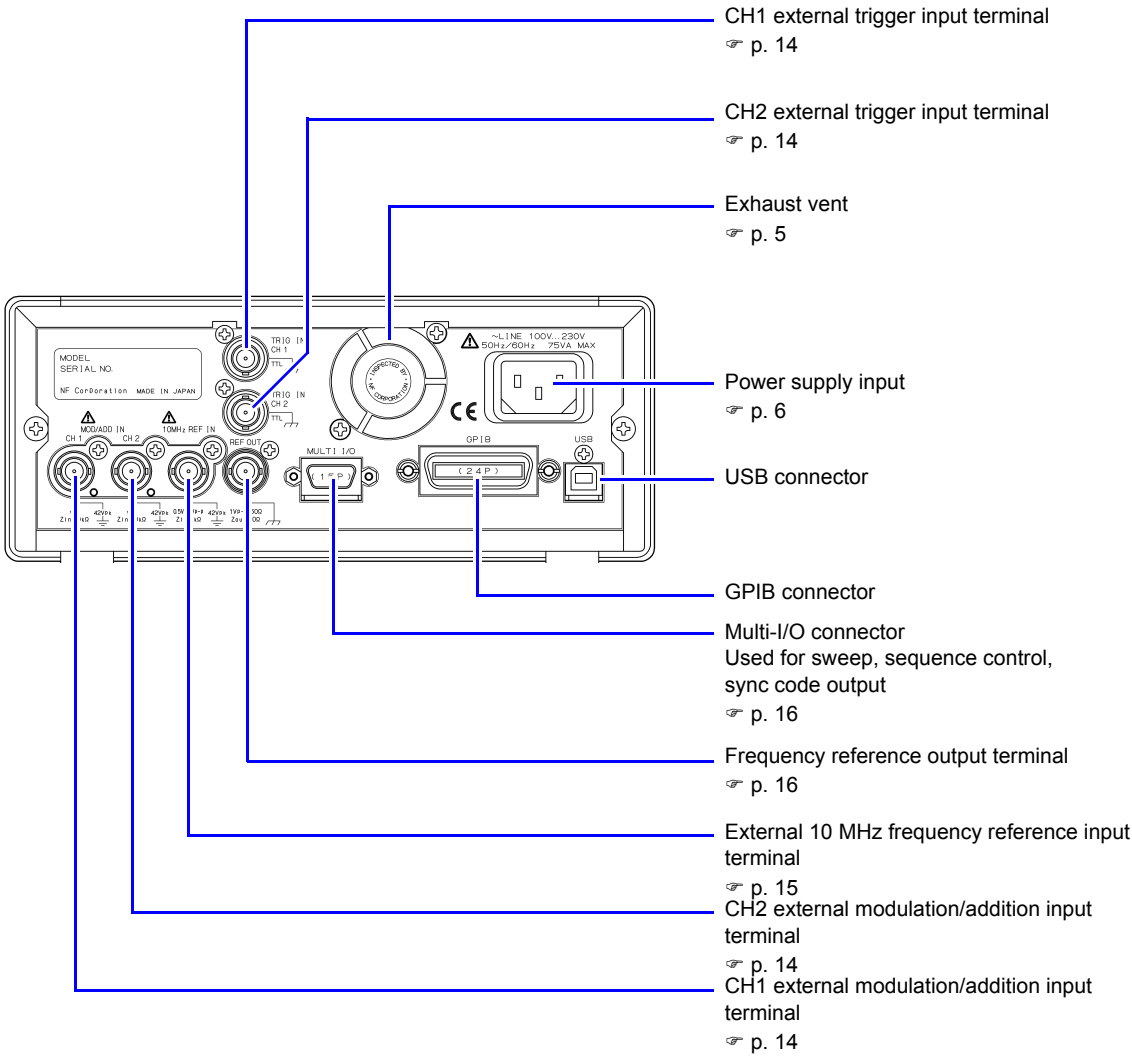 CH1 external trigger input terminal
☞ p. 14
CH2 external trigger input terminal
☞ p. 14
Exhaust vent
☞ p. 5
Power supply input
☞ p. 6
USB connector
GPIB connector
Multi-I/O connector
Used for sweep, sequence control,
sync code output
☞ p. 16
Frequency reference output terminal
☞ p. 16
External 10 MHz frequency reference input
terminal
☞ p. 15
CH2 external modulation/addition input
terminal
☞ p. 14
CH1 external modulation/addition input
terminal
☞ p. 14
MODEL
SERIAL NO.
NF Corporation MADE IN JAPAN
TRIG IN
CH 1
TTL
TRIG IN
CH 2
TTL
INSPECTED BY
NF CORPORATION
~LINE 100V...230V
50Hz/60Hz 75VA MAX
CE
MOD/ADD IN
CH 1 CH 2
10MHz REF IN
REF OUT
MULTI I/O
GPIB
(24P)
USB
42Vpk
42Vpk
42Vpk